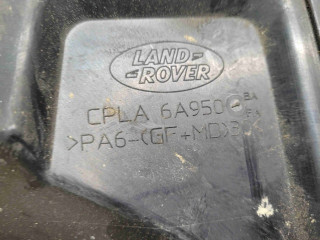 LAND-
-ROVER
CPLA 6A950
>PA6-(GF+MD)